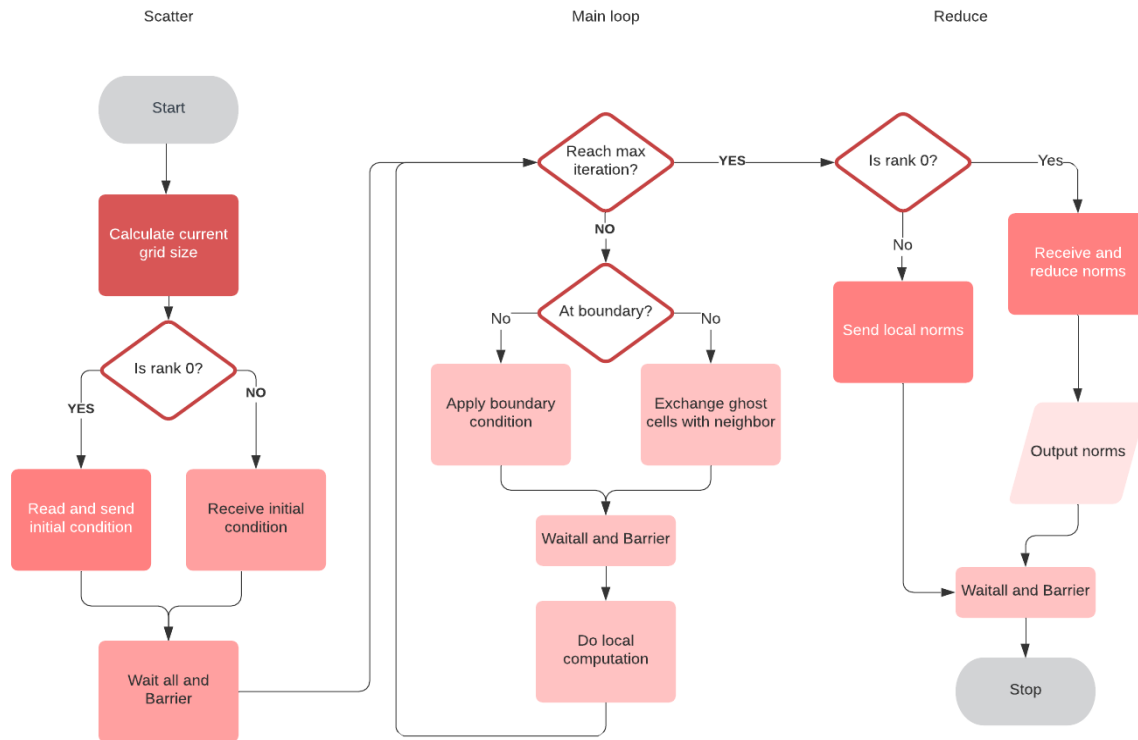 Scatter
Main loop
Reduce
Start
Calculate current
grid size
Is rank 0?
YES
NO
Read and send
initial condition
Receive initial
condition
Wait all and
Barrier
Reach max
iteration?
YES
NO
At boundary?
No
No
Apply boundary
condition
Exchange ghost
cells with neighbor
Waitall and Barrier
Do local
computation
Is rank 0?
Yes
No
Receive and
reduce norms
Send local norms
Output norms
Waitall and Barrier
Stop